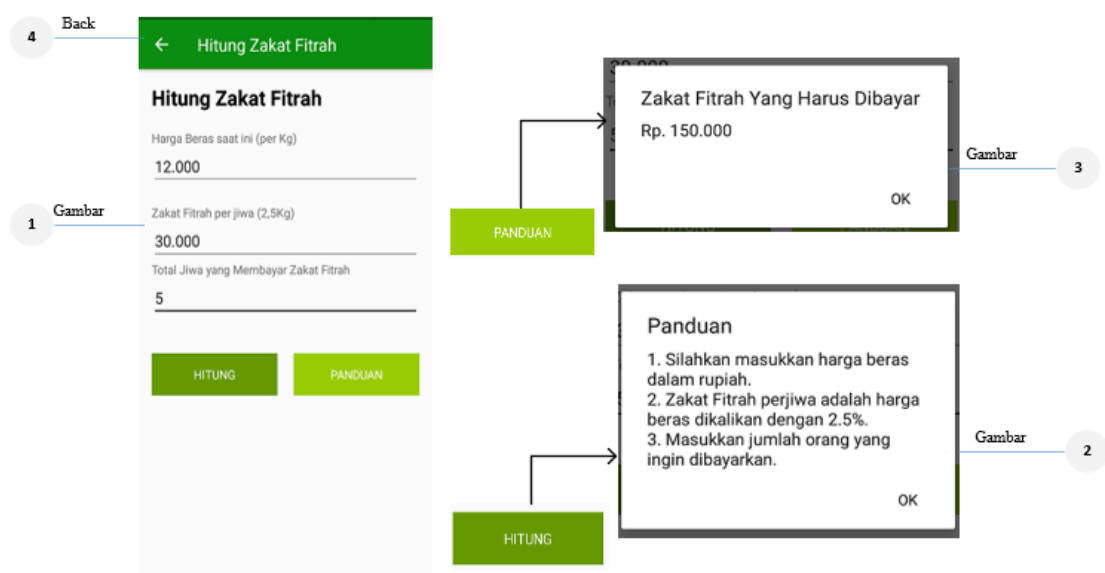 Back
4
Hitung Zakat Fitrah
Hitung Zakat Fitrah
Harga Beras saat ini (per Kg)
12.000
Gambar
1
Zakat Fitrah per jiwa (2,5Kg)
30.000
Total Jiwa yang Membayar Zakat Fitrah
5
HITUNG
PANDUAN
PANDUAN
Zakat Fitrah Yang Harus Dibayar
Rp. 150.000
OK
Gambar
3
HITUNG
Panduan
1. Silahkan masukkan harga beras
dalam rupiah.
2. Zakat Fitrah perjiwa adalah harga
beras dikalikan dengan 2.5%.
3. Masukkan jumlah orang yang
ingin dibayarkan.
OK
Gambar
2